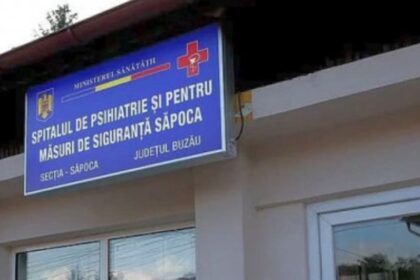 MINISTERUL SĂNĂTĂȚII
SPITALUL DE PSIHIATRIE ȘI PENTRU
MĂSURI DE SIGURANȚĂ SĂPOCA
SECȚIA - SĂPOCA JUDEȚUL BUZĂU